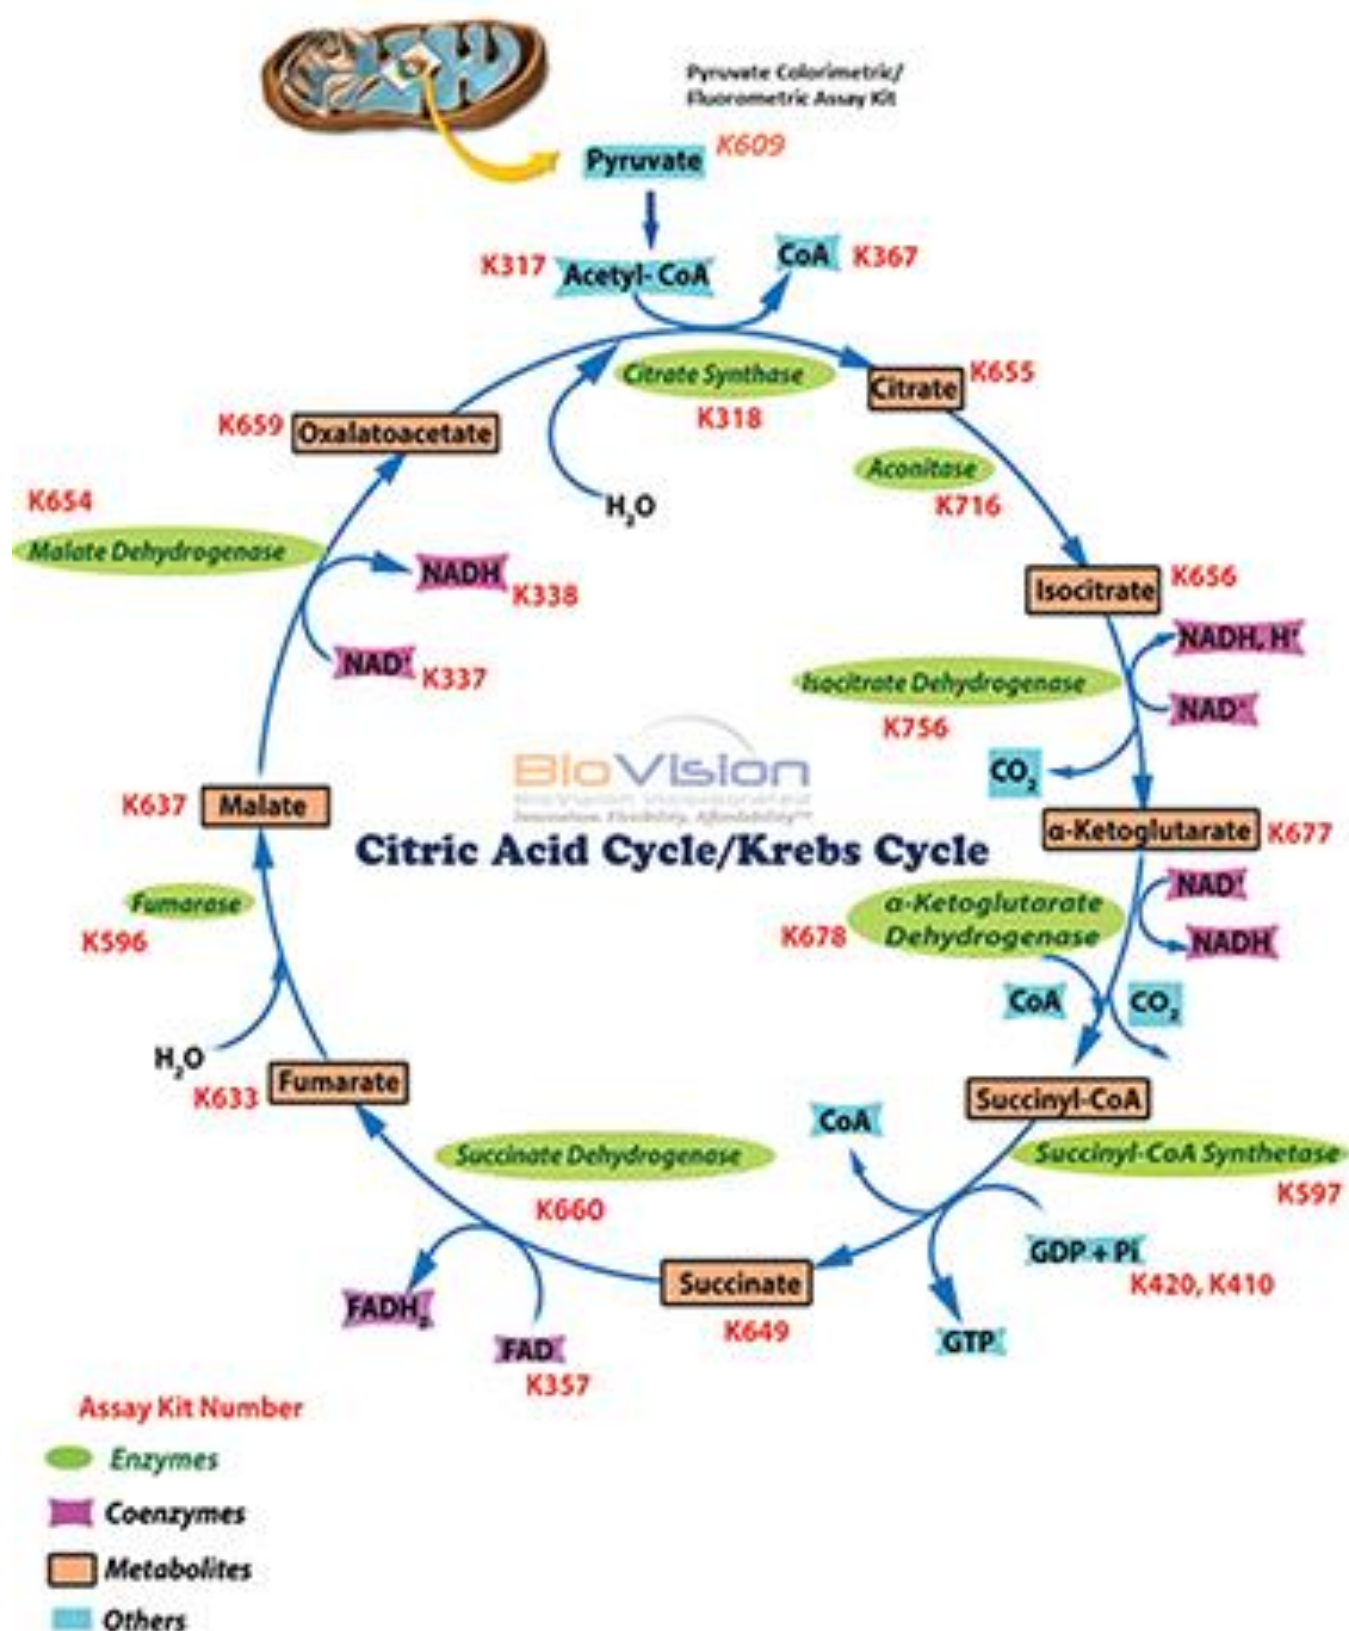 Pyruvate Colorimetric/
Fluorometric Assay Kit
Pyruvate
K609
K317
Acetyl- CoA
CoA
K367
Citrate Synthase
K318
Citrate
K655
K659
Oxalatoacetate
Aconitase
K716
H₂O
K654
Malate Dehydrogenase
NADH
K338
NAD⁺
K337
Isocitrate
K656
NADH, H⁺
Isocitrate Dehydrogenase
K756
NAD⁺
CO₂
BioVision
K637
Malate
Citric Acid Cycle/Krebs Cycle
α-Ketoglutarate
K677
NAD⁺
Fumarase
K596
K678
α-Ketoglutarate
Dehydrogenase
NADH
CoA
CO₂
H₂O
Fumarate
K633
Succinyl-CoA
CoA
Succinate Dehydrogenase
K660
Succinyl-CoA Synthetase
K597
GDP + Pi
K420, K410
Succinate
K649
FADH₂
FAD
K357
GTP
Assay Kit Number
Enzymes
Coenzymes
Metabolites
Others